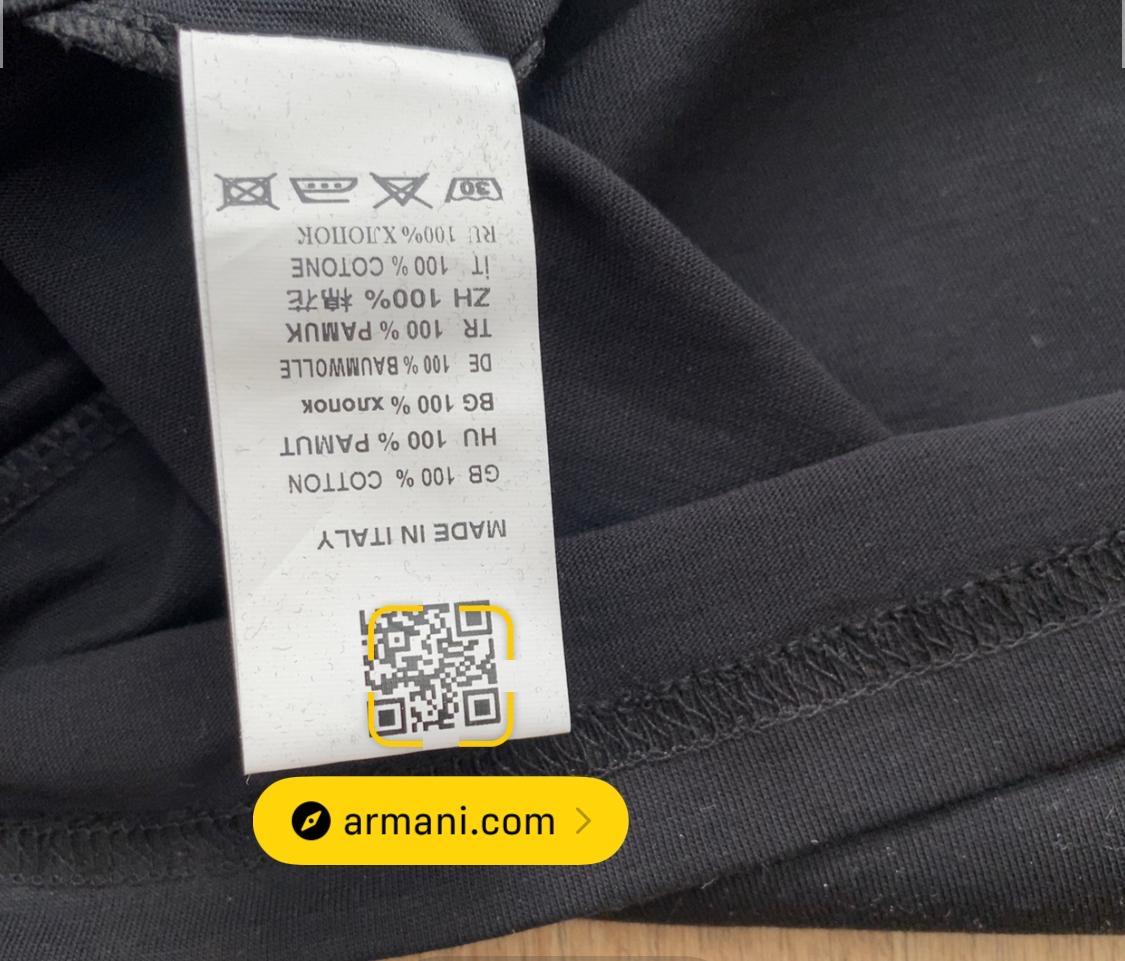 MADE IN ITALY
GB 100 % COTTON
HU 100 % PAMUT
BG 100 % хлопок
DE 100 % BAUMWOLLE
TR 100 % PAMUK
ZH 100% 棉花
İT 100 % COTONE
RU 100% ХЛОПОК
30
armani.com